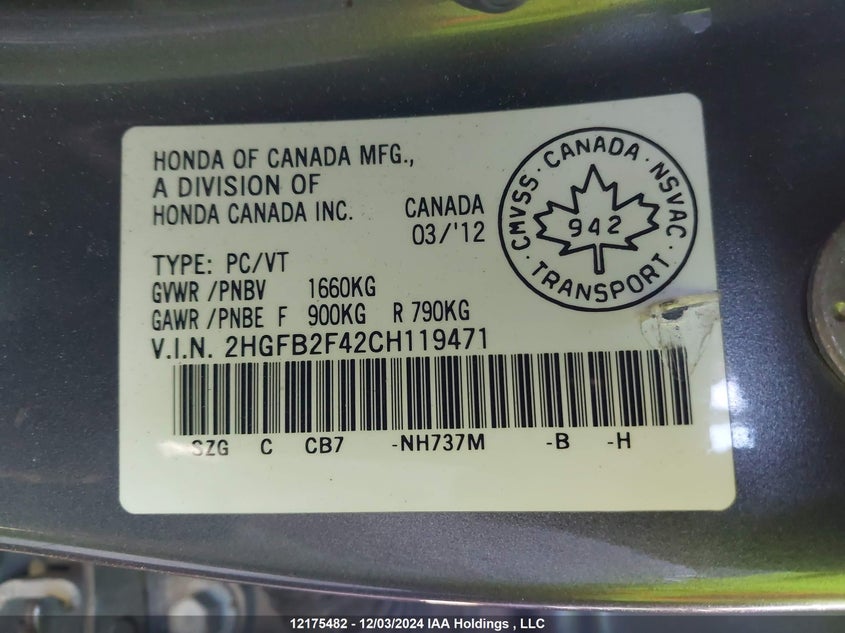 HONDA OF CANADA MFG.,
A DIVISION OF
HONDA CANADA INC.
CANADA
03/'12
TYPE: PC/VT
GVWR /PNBV 1660KG
GAWR /PNBE F 900KG R 790KG
V.I.N. 2HGFB2F42CH119471
SZG C CB7 -NH737M -B -H
CMVSS · CANADA · NSVAC
942
· TRANSPORT ·
12175482 - 12/03/2024 IAA Holdings , LLC